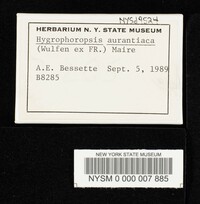 NYSd9524
HERBARIUM N. Y. STATE MUSEUM
Hygrophoropsis aurantiaca
(Wulfen ex FR.) Maire
A.E. Bessette Sept. 5, 1989
B8285
NEW YORK STATE MUSEUM
NYSM 0 000 007 885